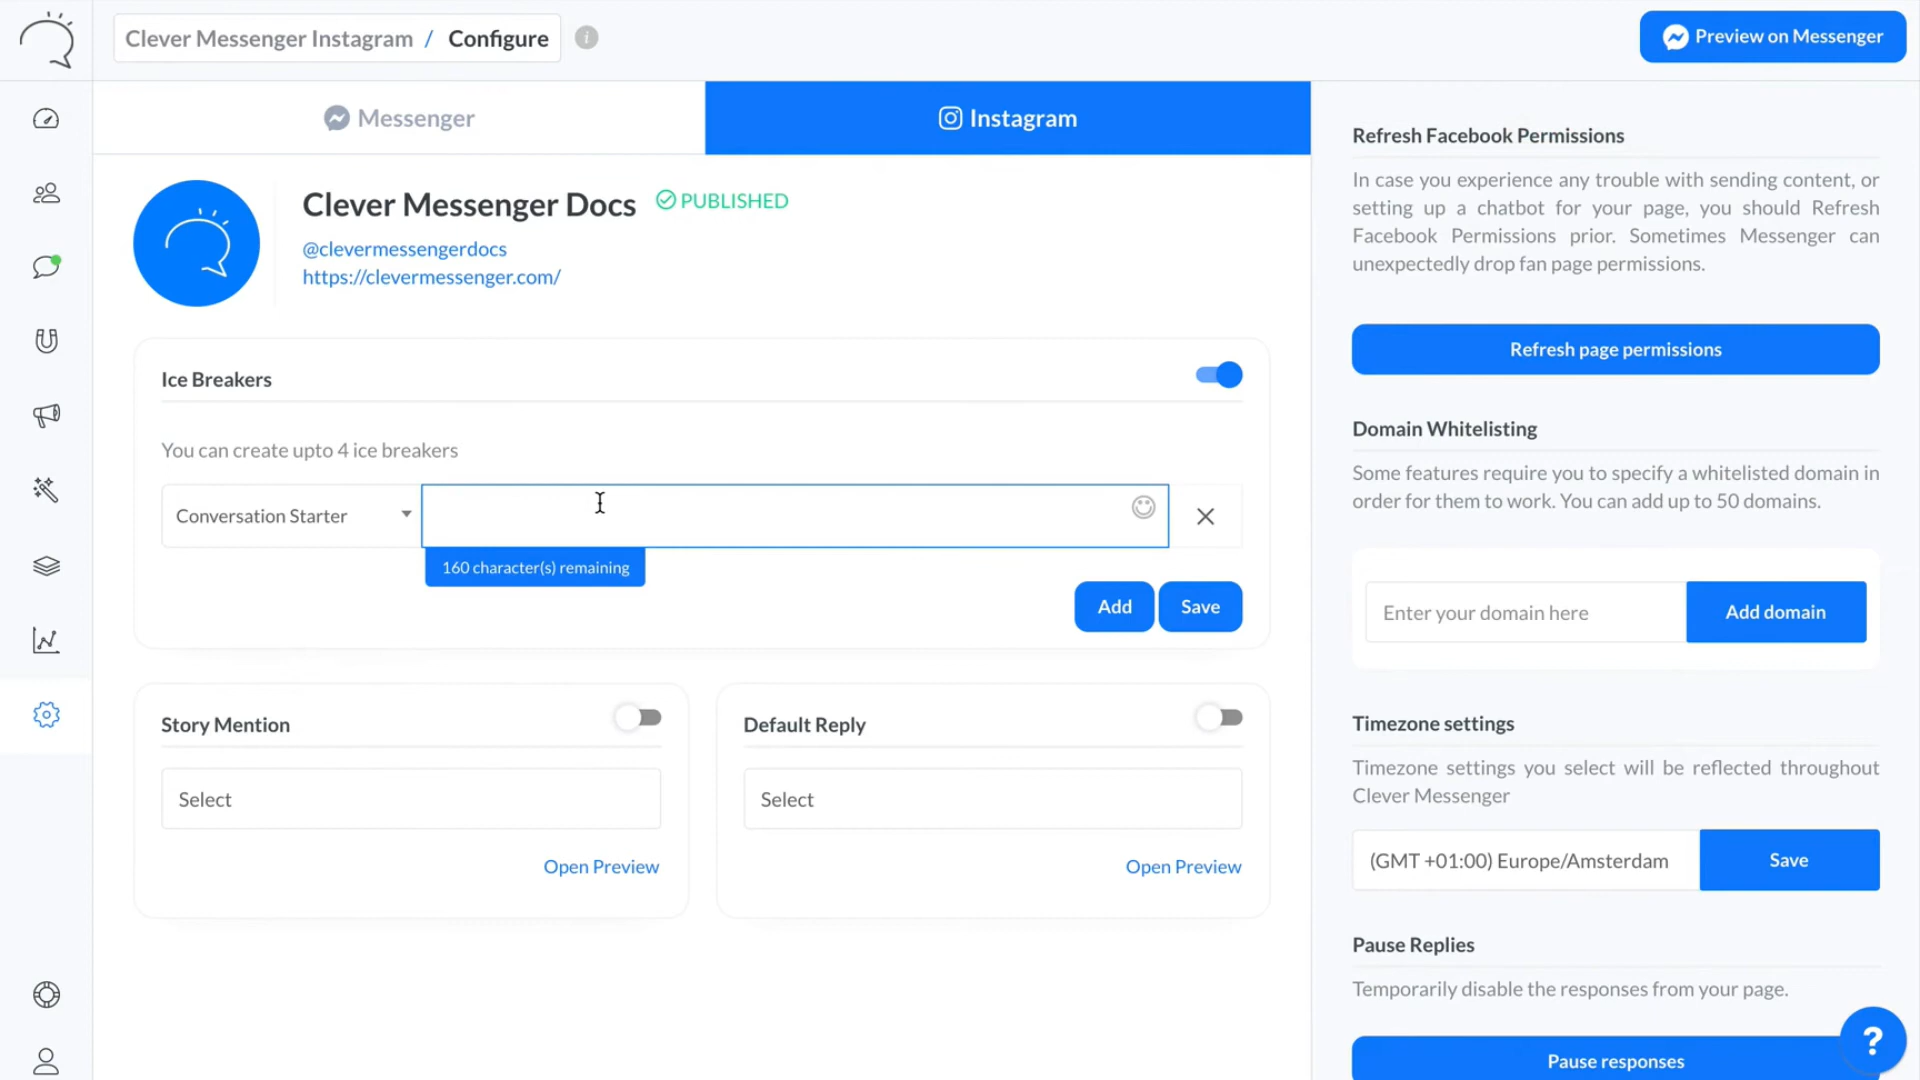 Clever Messenger Instagram / Configure
i
Preview on Messenger
Messenger
Instagram
Clever Messenger Docs
PUBLISHED
@clevermessengerdocs
https://clevermessenger.com/
Ice Breakers
You can create upto 4 ice breakers
Conversation Starter
160 character(s) remaining
Add
Save
Story Mention
Select
Open Preview
Default Reply
Select
Open Preview
Refresh Facebook Permissions
In case you experience any trouble with sending content, or
setting up a chatbot for your page, you should Refresh
Facebook Permissions prior. Sometimes Messenger can
unexpectedly drop fan page permissions.
Refresh page permissions
Domain Whitelisting
Some features require you to specify a whitelisted domain in
order for them to work. You can add up to 50 domains.
Enter your domain here
Add domain
Timezone settings
Timezone settings you select will be reflected throughout
Clever Messenger
(GMT +01:00) Europe/Amsterdam
Save
Pause Replies
Temporarily disable the responses from your page.
Pause responses
?